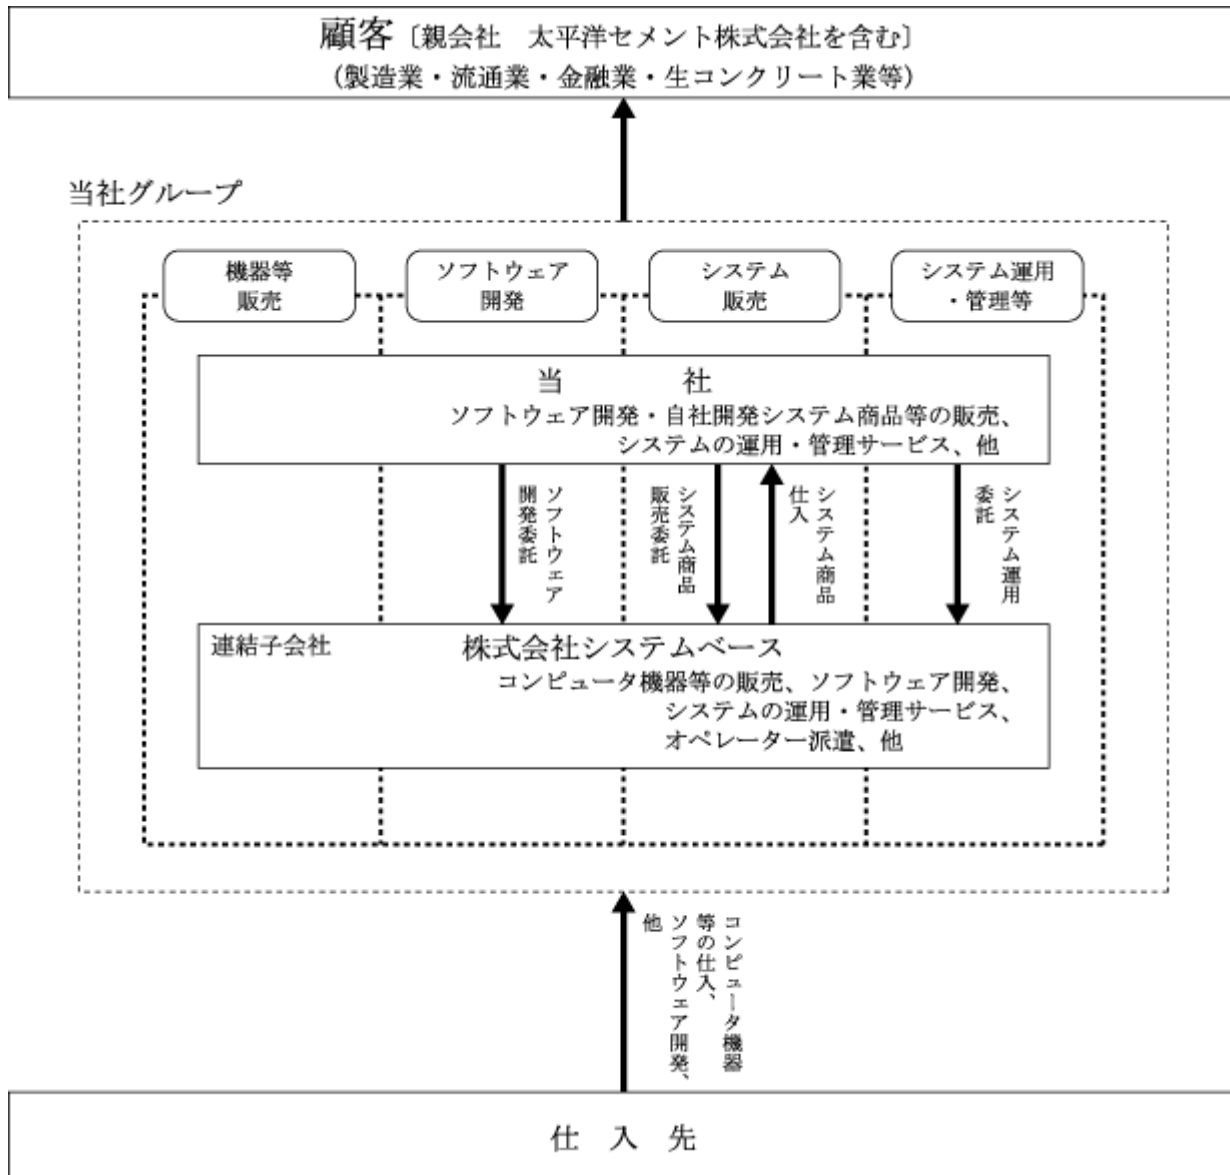 顧客〔親会社　太平洋セメント株式会社を含む〕
（製造業・流通業・金融業・生コンクリート業等）
当社グループ
機器等
販売
ソフトウェア
開発
システム
販売
システム運用
・管理等
当　　　社
ソフトウェア開発・自社開発システム商品等の販売、
システムの運用・管理サービス、他
ソフトウェア
開発委託
システム商品
販売委託
システム商品
仕入
システム運用
委託
連結子会社
株式会社システムベース
コンピュータ機器等の販売、ソフトウェア開発、
システムの運用・管理サービス、
オペレーター派遣、他
コンピュータ機器
等の仕入、
ソフトウェア開発、
他
仕　入　先